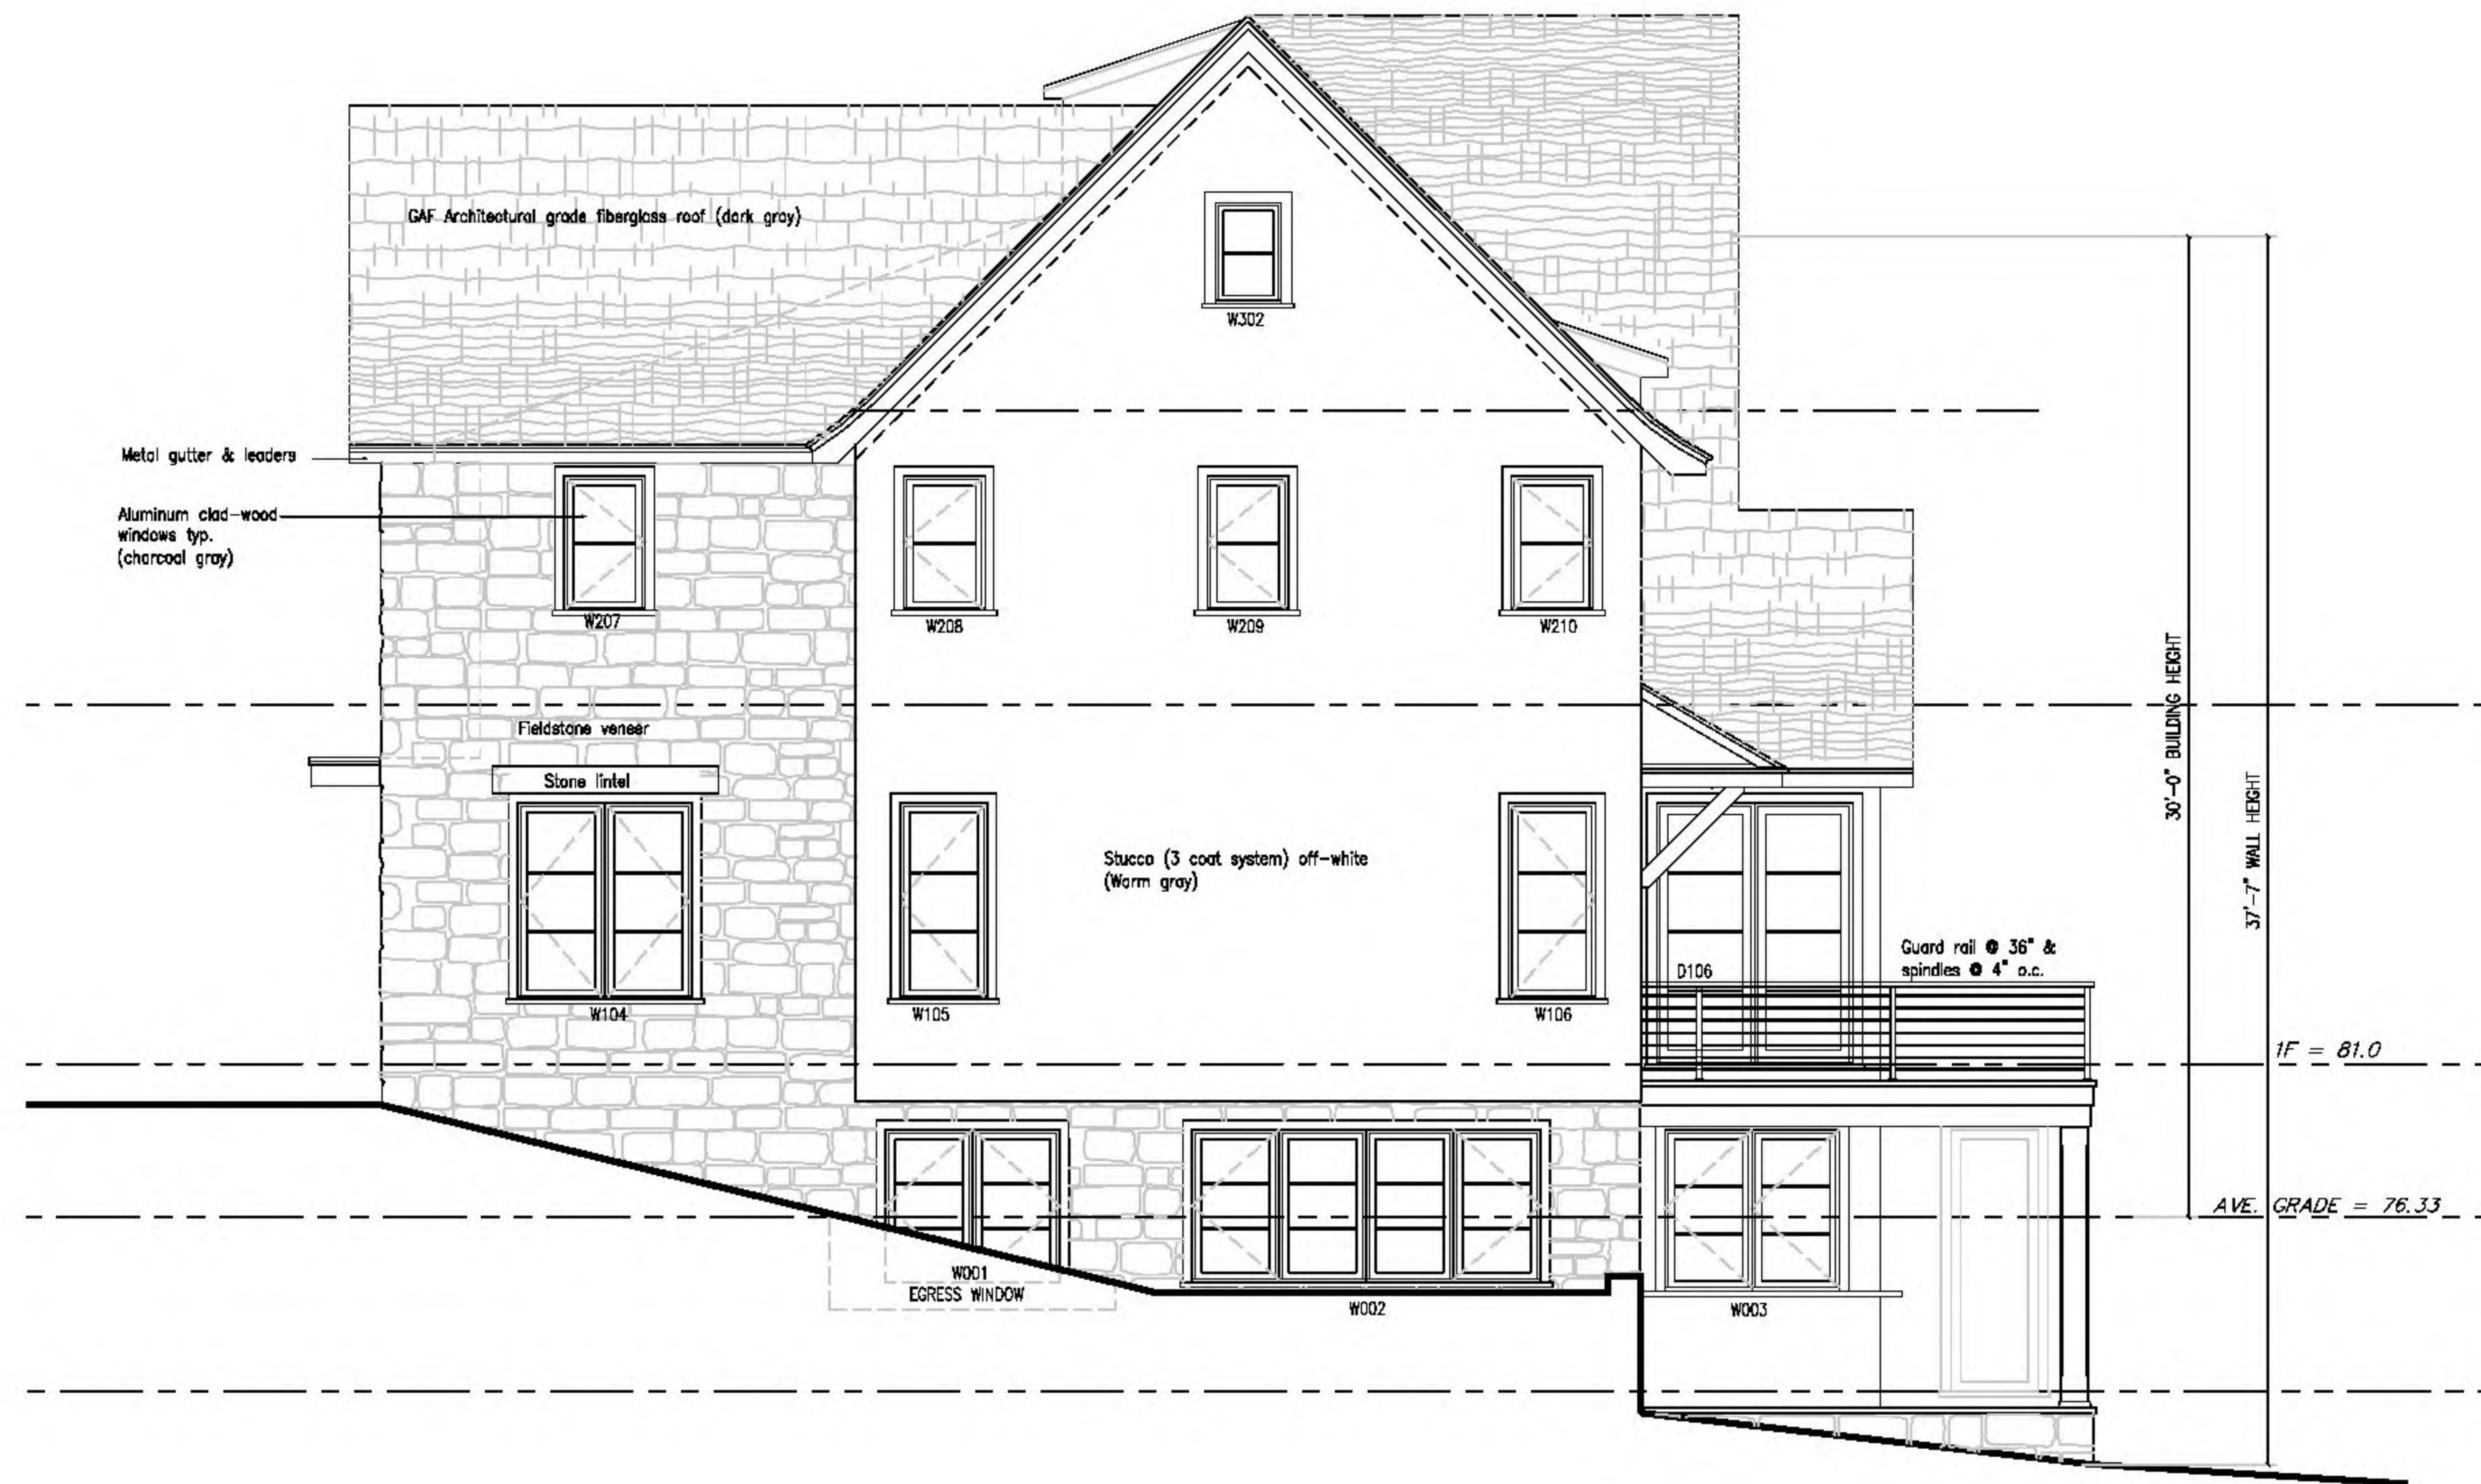 GAF Architectural grade fiberglass roof (dark gray)
W302
Metal gutter & leaders
Aluminum clad-wood
windows typ.
(charcoal gray)
W207
W208
W209
W210
30'-0" BUILDING HEIGHT
37'-7" WALL HEIGHT
Fieldstone veneer
Stone lintel
Stucco (3 coat system) off-white
(Warm gray)
Guard rail @ 36" &
spindles @ 4" o.c.
D106
W104
W105
W106
1F = 81.0
AVE. GRADE = 76.33
W001
EGRESS WINDOW
W002
W003